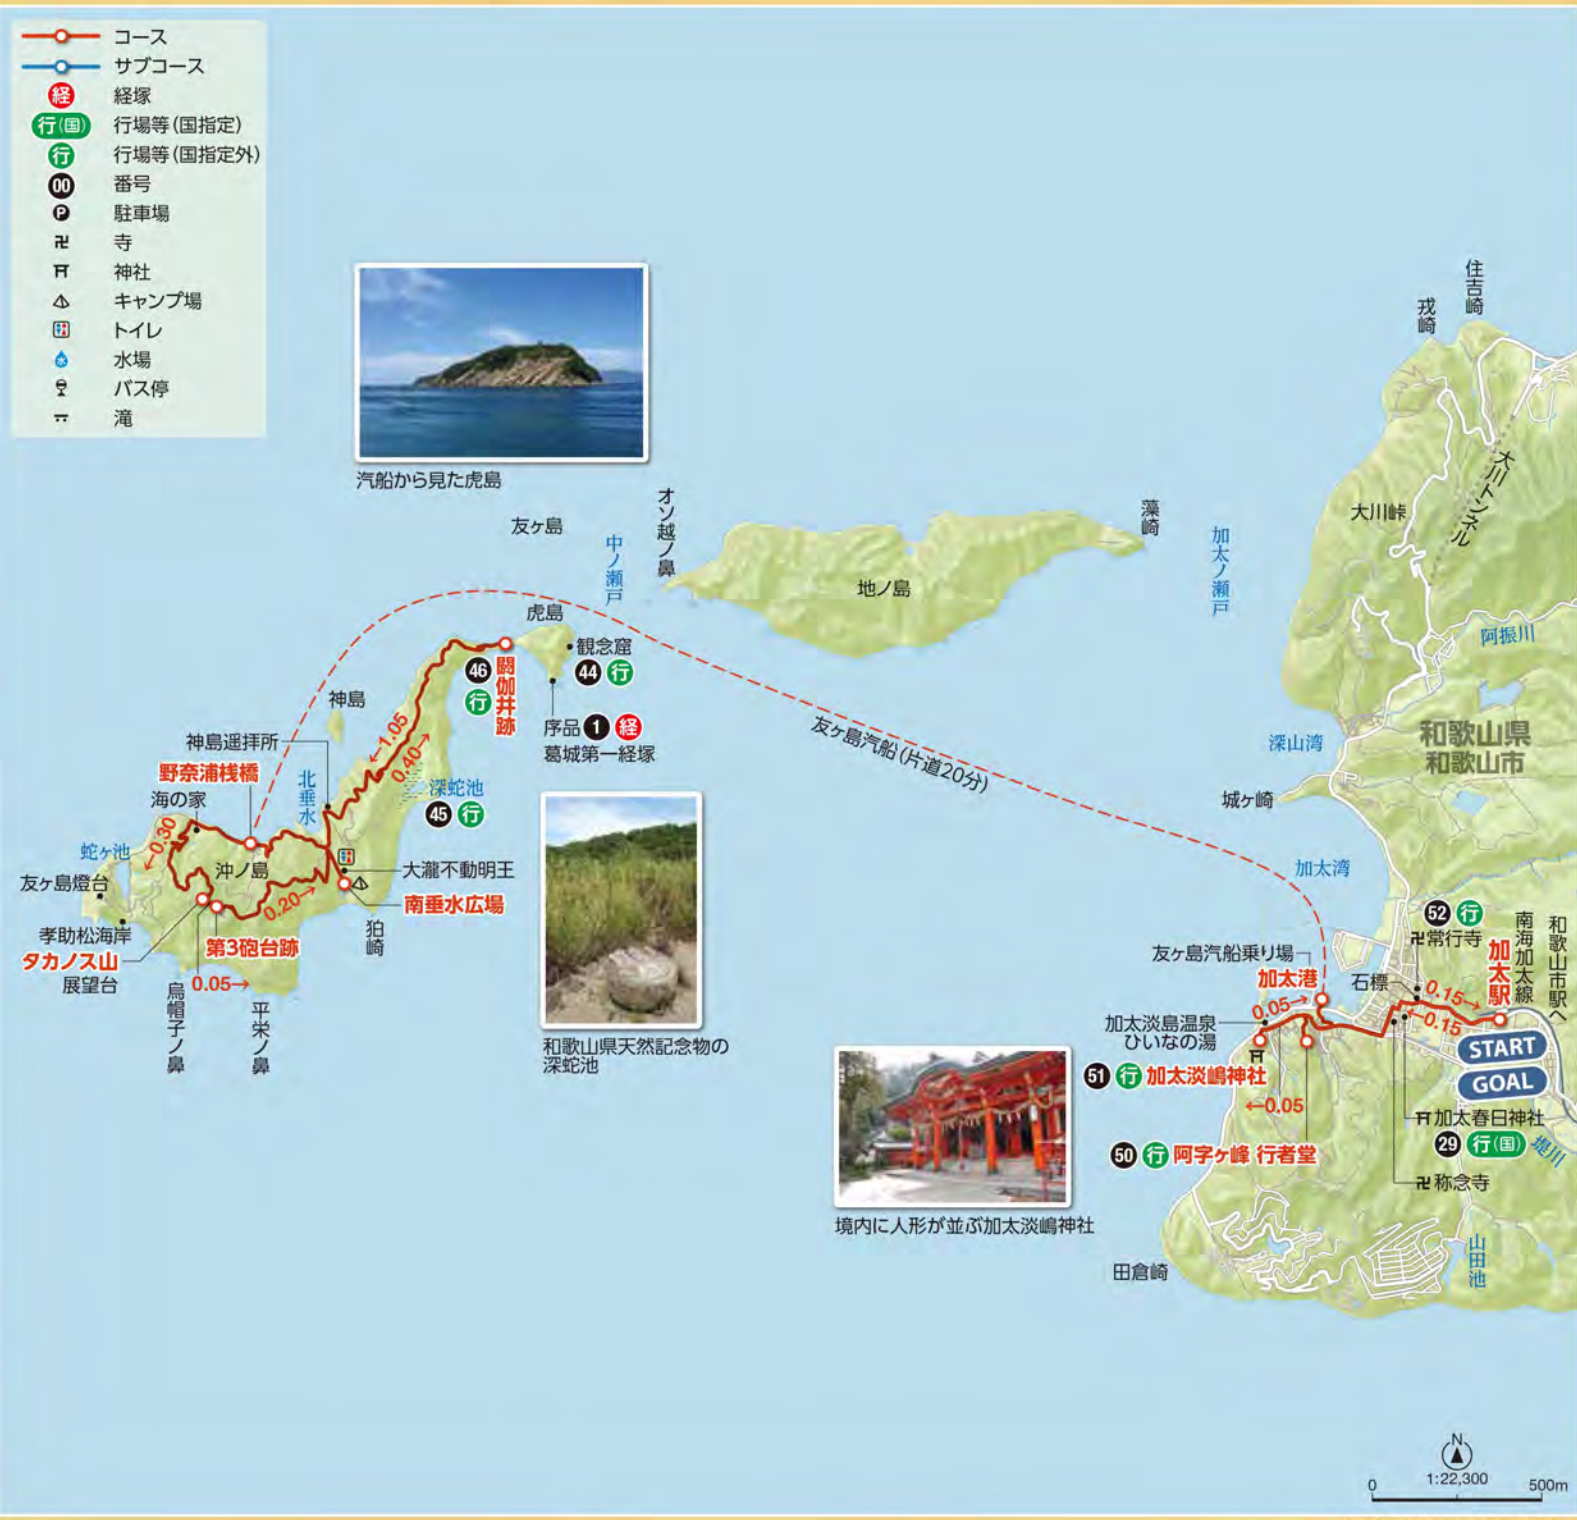 コース
サブコース
経 経塚
行(国) 行場等(国指定)
行 行場等(国指定外)
00 番号
P 駐車場
卍 寺
神社
キャンプ場
トイレ
水 水場
バス停
滝
汽船から見た虎島
友ヶ島
中ノ瀬戸
オソ越ノ鼻
地ノ島
藻崎
加太ノ瀬戸
住吉崎
戎崎
大川峠
大川トンネル
阿振川
和歌山県
和歌山市
深山湾
P
城ヶ崎
加太湾
虎島
観念窟
44 行
46
行
閼伽井跡
序品 1 経
葛城第一経塚
神島
神島遥拝所
野奈浦桟橋
海の家
北垂水
←1.05
0.40→
深蛇池
45 行
友ヶ島汽船(片道20分)
←0.30
蛇ヶ池
沖ノ島
友ヶ島燈台
孝助松海岸
タカノス山
展望台
第3砲台跡
0.20→
0.05→
大瀧不動明王
南垂水広場
狛崎
烏帽子ノ鼻
平栄ノ鼻
和歌山県天然記念物の
深蛇池
52 行
卍常行寺
南海加太線
和歌山市駅へ
加太駅
友ヶ島汽船乗り場
加太港
石標
0.15→
←0.15
0.05→
START
GOAL
加太淡島温泉
ひいなの湯
51 行 加太淡嶋神社
←0.05
50 行 阿字ヶ峰 行者堂
加太春日神社
29 行(国)
堤川
卍称念寺
境内に人形が並ぶ加太淡嶋神社
田倉崎
山田池
N
1:22,300
0 500m